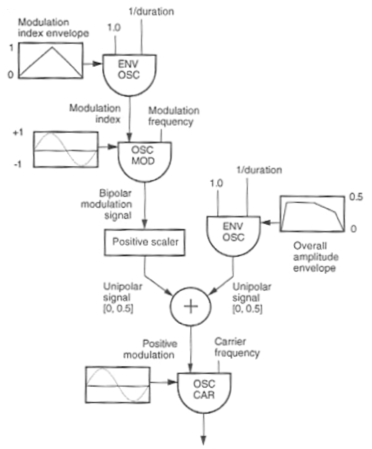 Modulation
index envelope
1/duration
1.0
1
0
ENV
OSC
Modulation
index
Modulation
frequency
+1
-1
OSC
MOD
Bipolar
modulation
signal
1/duration
1.0
Positive scaler
ENV
OSC
0.5
0
Overall
amplitude
envelope
Unipolar
signal
[0, 0.5]
+
Unipolar
signal
[0, 0.5]
Positive
modulation
Carrier
frequency
OSC
CAR